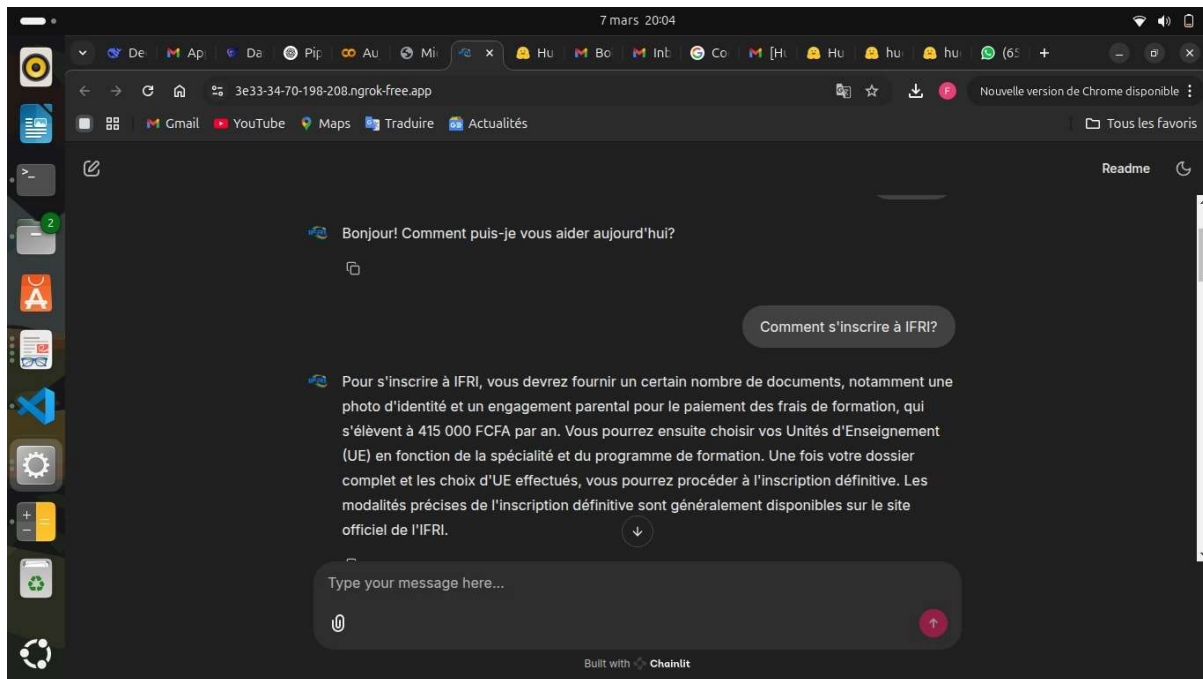 7 mars 20:04
De Ap Da Pip Au Mi Hu Bo Inb Co [Hu Hu hu hu (65
3e33-34-70-198-208.ngrok-free.app
F
Nouvelle version de Chrome disponible
Gmail YouTube Maps Traduire Actualités Tous les favoris
Readme
2
Bonjour! Comment puis-je vous aider aujourd'hui?
Comment s'inscrire à IFRI?
Pour s'inscrire à IFRI, vous devrez fournir un certain nombre de documents, notamment une
photo d'identité et un engagement parental pour le paiement des frais de formation, qui
s'élèvent à 415 000 FCFA par an. Vous pourrez ensuite choisir vos Unités d'Enseignement
(UE) en fonction de la spécialité et du programme de formation. Une fois votre dossier
complet et les choix d'UE effectués, vous pourrez procéder à l'inscription définitive. Les
modalités précises de l'inscription définitive sont généralement disponibles sur le site
officiel de l'IFRI.
Type your message here...
Built with Chainlit